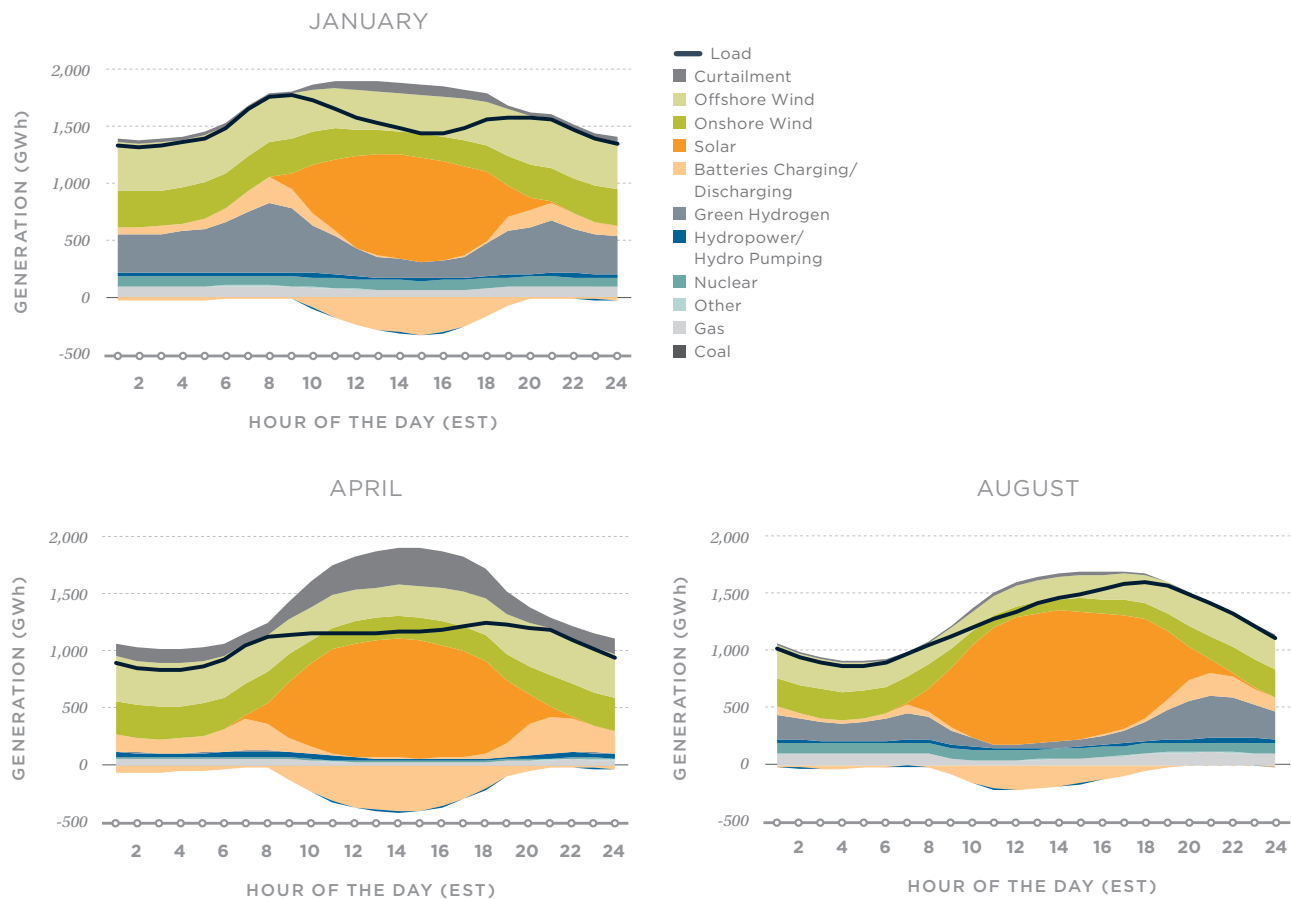 JANUARY
GENERATION (GWh)
2,000
1,500
1,000
500
0
-500
2 4 6 8 10 12 14 16 18 20 22 24
HOUR OF THE DAY (EST)
Load
Curtailment
Offshore Wind
Onshore Wind
Solar
Batteries Charging/
Discharging
Green Hydrogen
Hydropower/
Hydro Pumping
Nuclear
Other
Gas
Coal
APRIL
GENERATION (GWh)
2,000
1,500
1,000
500
0
-500
2 4 6 8 10 12 14 16 18 20 22 24
HOUR OF THE DAY (EST)
AUGUST
GENERATION (GWh)
2,000
1,500
1,000
500
0
-500
2 4 6 8 10 12 14 16 18 20 22 24
HOUR OF THE DAY (EST)